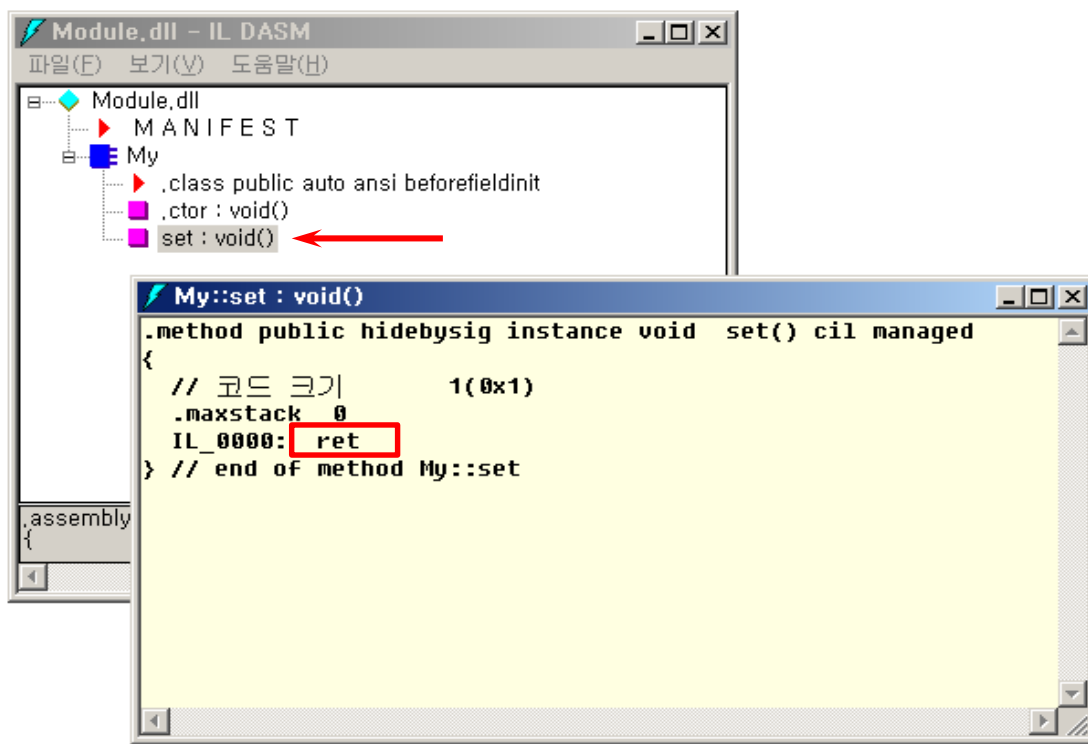 Module.dll - IL DASM
파일(F) 보기(V) 도움말(H)
Module.dll
M A N I F E S T
My
.class public auto ansi beforefieldinit
.ctor : void()
set : void()
.assembly
{
My::set : void()
.method public hidebysig instance void  set() cil managed
{
  // 코드 크기       1(0x1)
  .maxstack  0
  IL_0000:  ret
} // end of method My::set